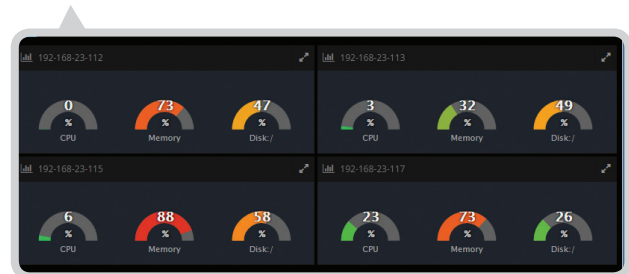 192-168-23-112
0 73 47
% % %
CPU Memory Disk:/
192-168-23-113
3 32 49
% % %
CPU Memory Disk:/
192-168-23-115
6 88 58
% % %
CPU Memory Disk:/
192-168-23-117
23 73 26
% % %
CPU Memory Disk:/